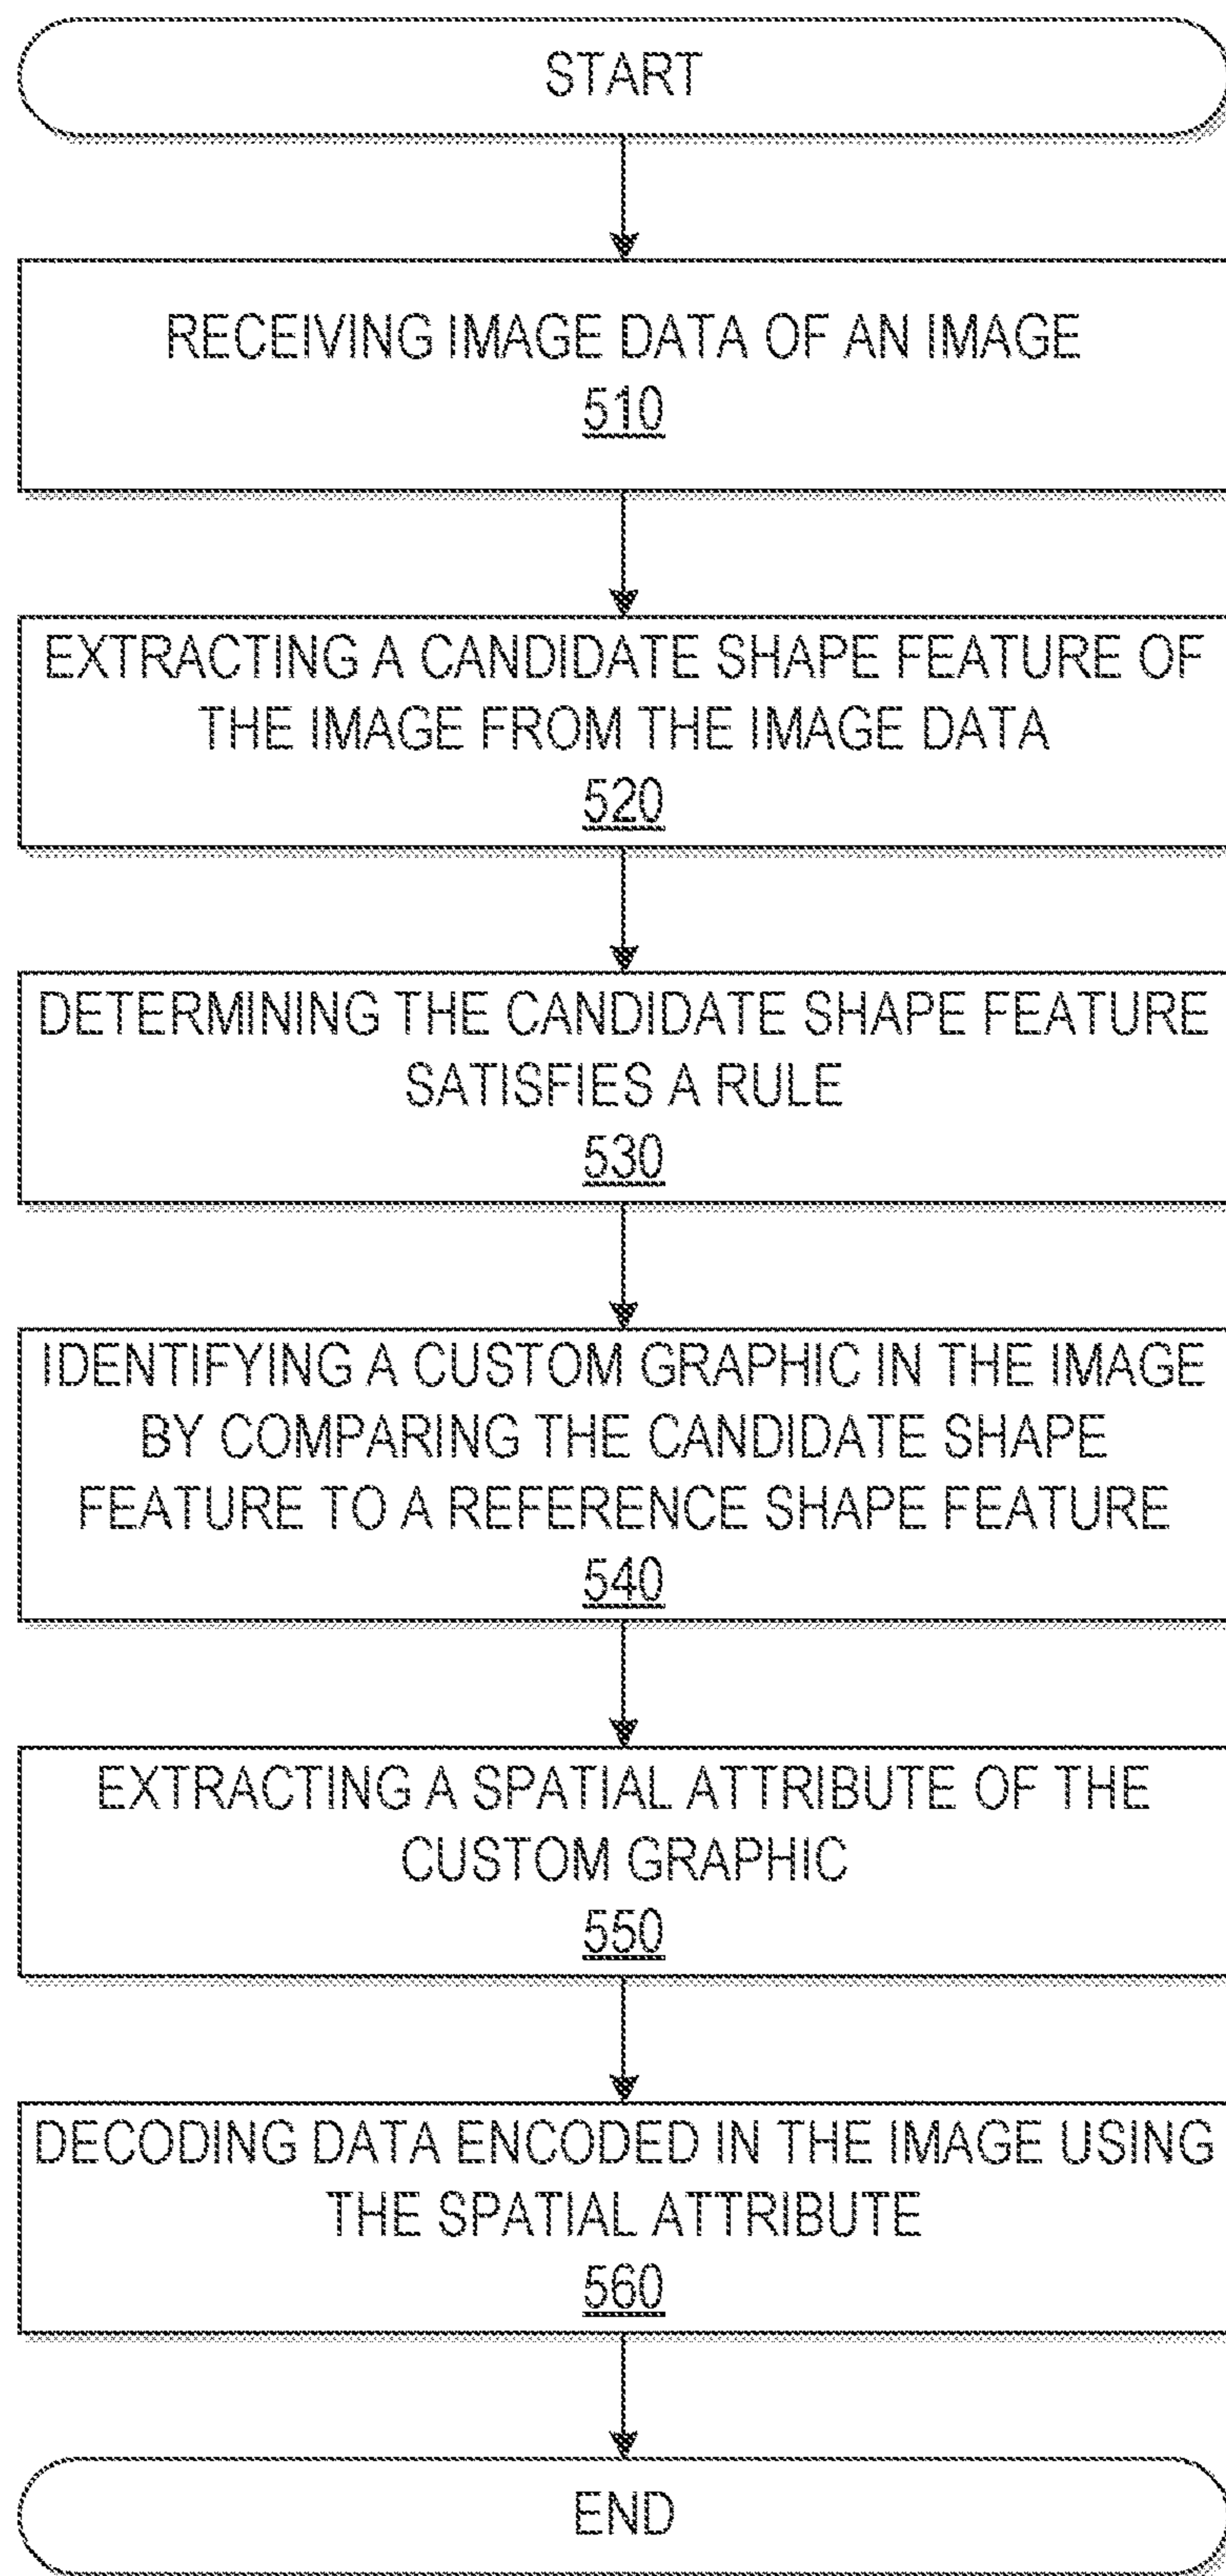 START
RECEIVING IMAGE DATA OF AN IMAGE
510
EXTRACTING A CANDIDATE SHAPE FEATURE OF
THE IMAGE FROM THE IMAGE DATA
520
DETERMINING THE CANDIDATE SHAPE FEATURE
SATISFIES A RULE
530
IDENTIFYING A CUSTOM GRAPHIC IN THE IMAGE
BY COMPARING THE CANDIDATE SHAPE
FEATURE TO A REFERENCE SHAPE FEATURE
540
EXTRACTING A SPATIAL ATTRIBUTE OF THE
CUSTOM GRAPHIC
550
DECODING DATA ENCODED IN THE IMAGE USING
THE SPATIAL ATTRIBUTE
560
END